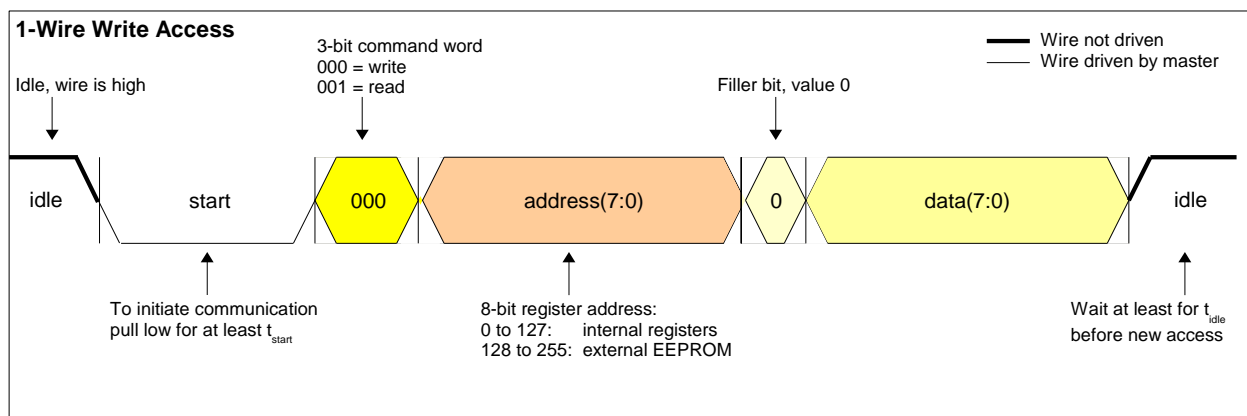 1-Wire Write Access
3-bit command word
000 = write
001 = read
Wire not driven
Wire driven by master
Idle, wire is high
Filler bit, value 0
idle
start
000
address(7:0)
0
data(7:0)
idle
To initiate communication
pull low for at least tstart
8-bit register address:
0 to 127: internal registers
128 to 255: external EEPROM
Wait at least for tidle
before new access